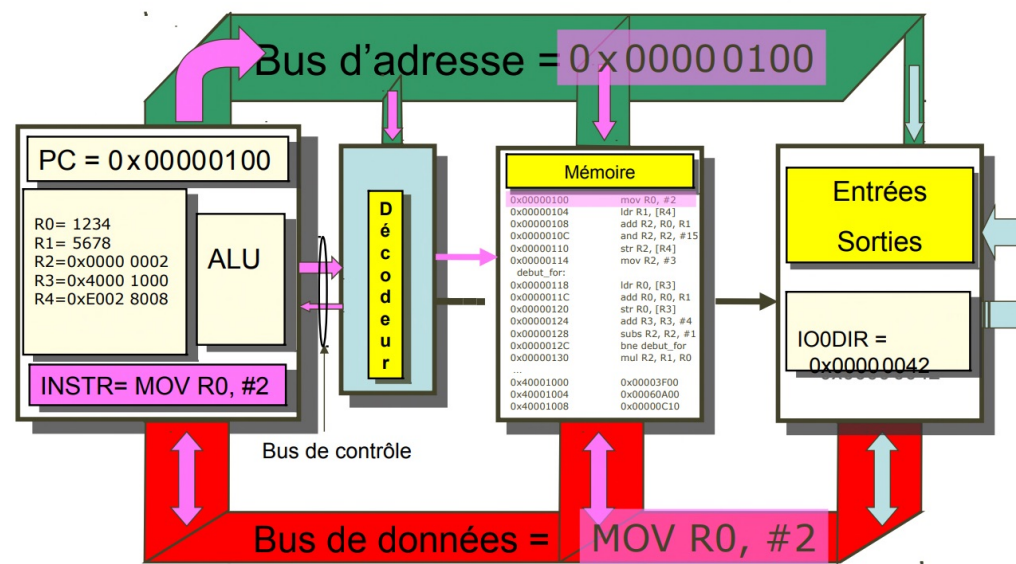 Bus d'adresse = 0x00000100
PC = 0x00000100
R0= 1234
R1= 5678
R2=0x0000 0002
R3=0x4000 1000
R4=0xE002 8008
ALU
INSTR= MOV R0, #2
Bus de contrôle
Décodeur
Mémoire
0x00000100 mov R0, #2
0x00000104 ldr R1, [R4]
0x00000108 add R2, R0, R1
0x0000010C and R2, R2, #15
0x00000110 str R2, [R4]
0x00000114 mov R2, #3
debut_for:
0x00000118 ldr R0, [R3]
0x0000011C add R0, R0, R1
0x00000120 str R0, [R3]
0x00000124 add R3, R3, #4
0x00000128 subs R2, R2, #1
0x0000012C bne debut_for
0x00000130 mul R2, R1, R0
...
0x40001000 0x00003F00
0x40001004 0x00060A00
0x40001008 0x00000C10
Entrées
Sorties
IO0DIR =
0x00000042
Bus de données = MOV R0, #2